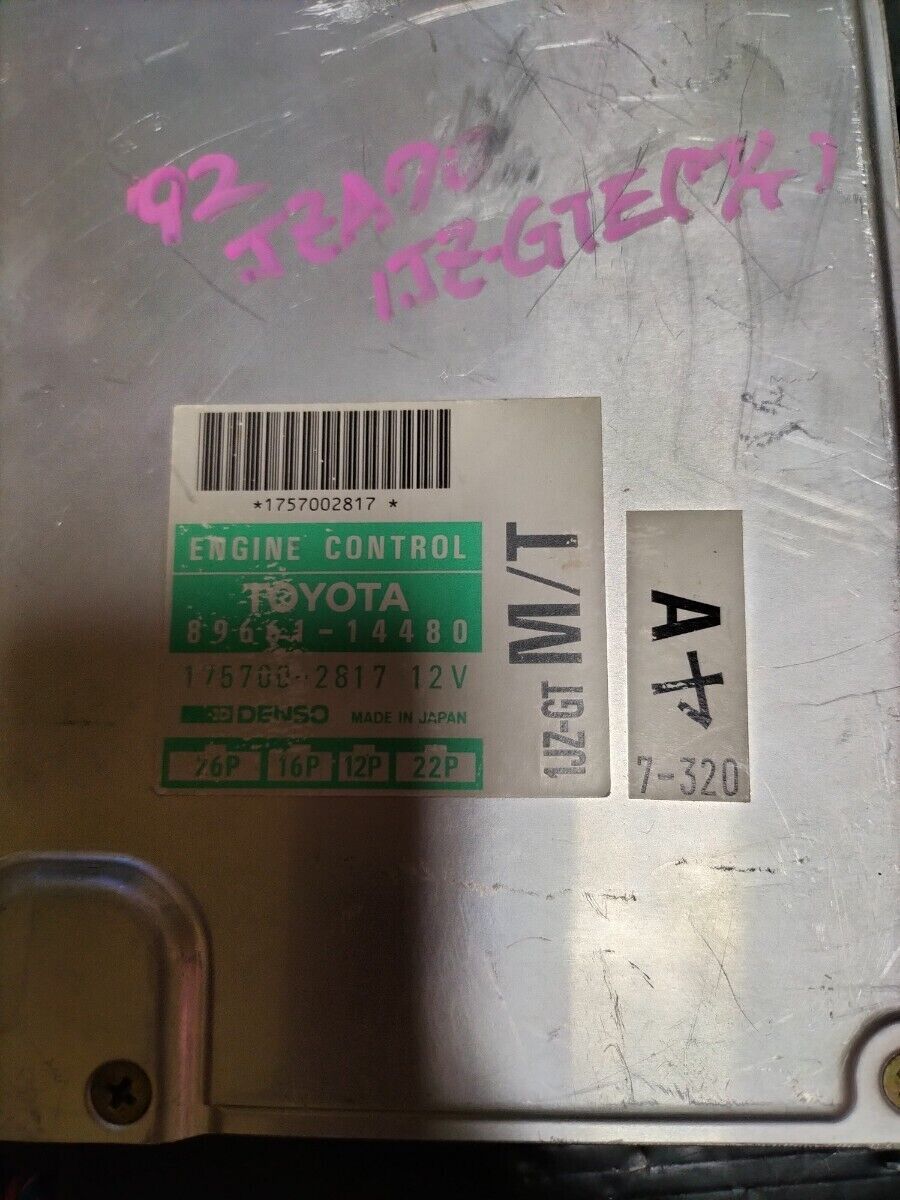 92
JZA70
1JZ-GTE(M/T)
*1757002817 *
ENGINE CONTROL
TOYOTA
89661-14480
175700-2817 12V
DENSO MADE IN JAPAN
26P 16P 12P 22P
1JZ-GT M/T
A
7-320